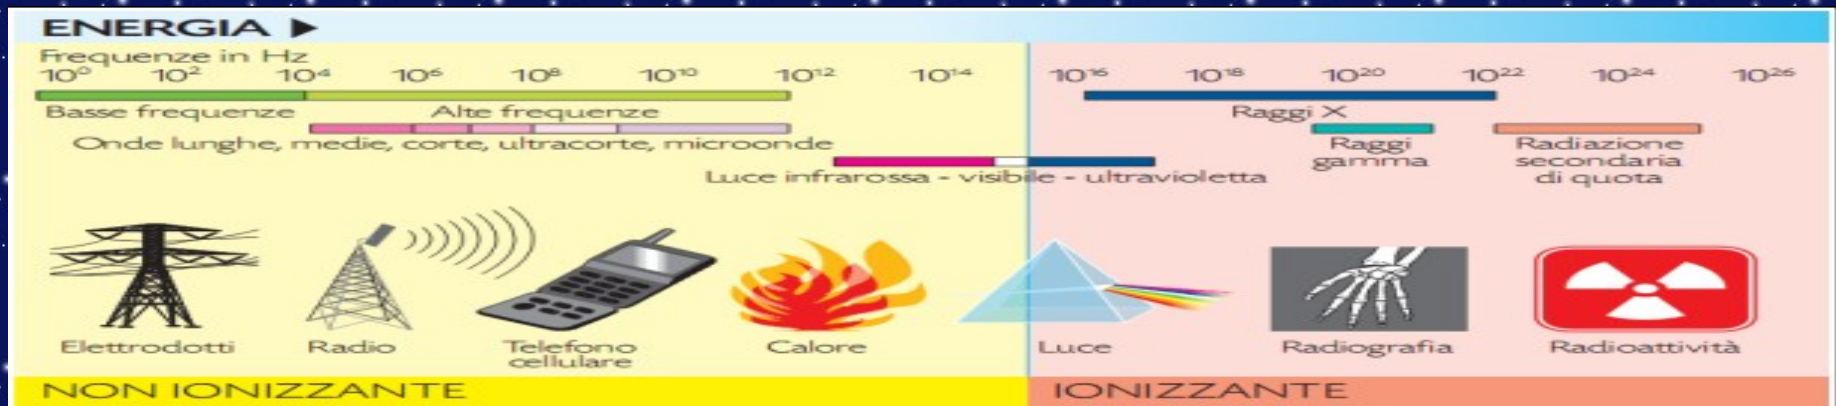 ENERGIA ►
Frequenze in Hz
10⁰ 10² 10⁴ 10⁶ 10⁸ 10¹⁰ 10¹² 10¹⁴ 10¹⁶ 10¹⁸ 10²⁰ 10²² 10²⁴ 10²⁶
Basse frequenze Alte frequenze Raggi X
Onde lunghe, medie, corte, ultracorte, microonde
Raggi
gamma
Radiazione
secondaria
di quota
Luce infrarossa - visibile - ultravioletta
Elettrodotti
Radio
Telefono
cellulare
Calore
Luce
Radiografia
Radioattività
NON IONIZZANTE IONIZZANTE